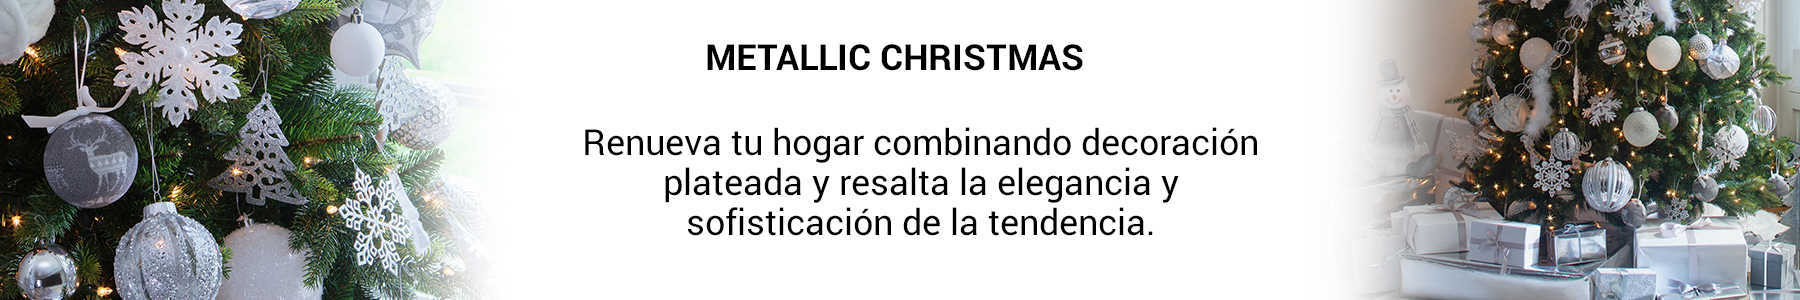 METALLIC CHRISTMAS
Renueva tu hogar combinando decoración
plateada y resalta la elegancia y
sofisticación de la tendencia.